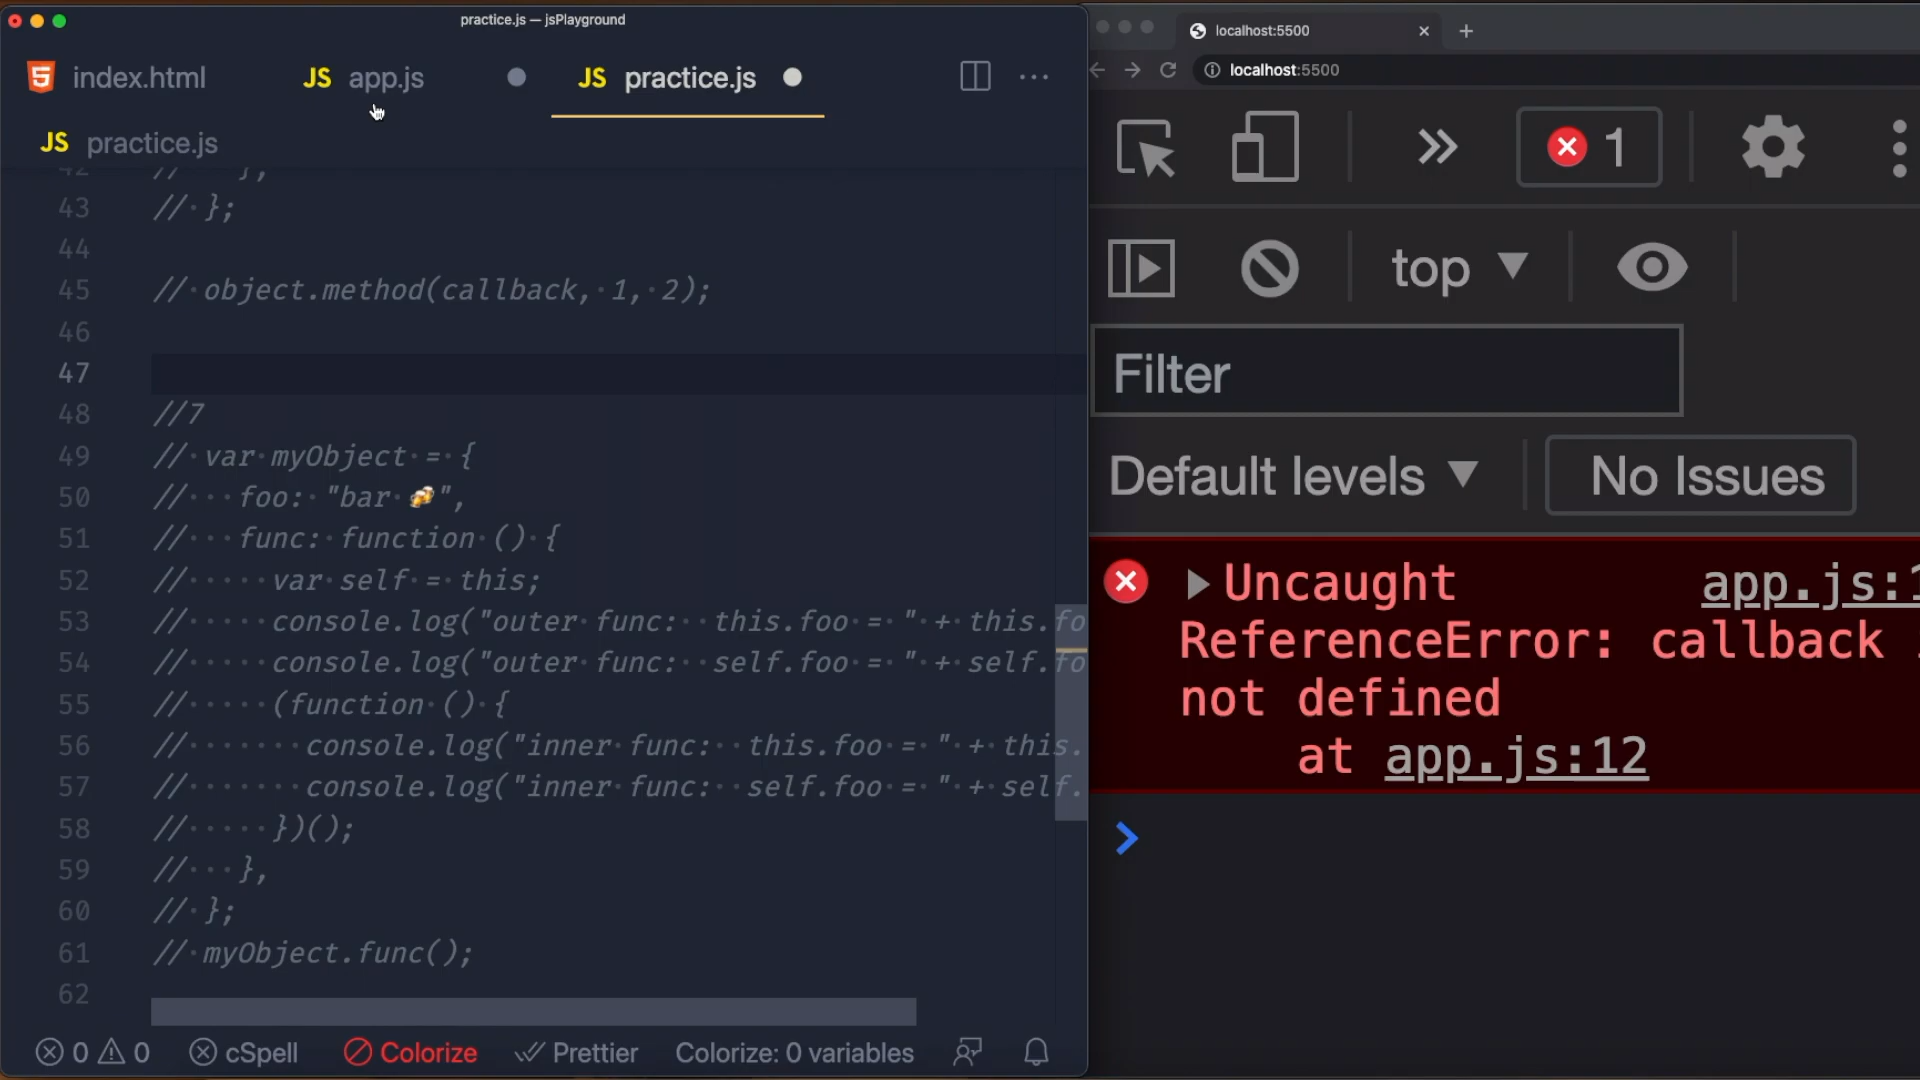 practice.js — jsPlayground
index.html
JS app.js
JS practice.js
JS practice.js
42 // },
43 // };
44
45 // object.method(callback, 1, 2);
46
47
48 //7
49 // var myObject = {
50 //   foo: "bar 🍻",
51 //   func: function () {
52 //     var self = this;
53 //     console.log("outer func:  this.foo = " + this.fo
54 //     console.log("outer func:  self.foo = " + self.fo
55 //     (function () {
56 //       console.log("inner func:  this.foo = " + this.
57 //       console.log("inner func:  self.foo = " + self.
58 //     })();
59 //   },
60 // };
61 // myObject.func();
62
0 0 cSpell Colorize Prettier Colorize: 0 variables
localhost:5500
localhost:5500
1
top
Filter
Default levels
No Issues
Uncaught app.js:1
ReferenceError: callback
not defined
at app.js:12